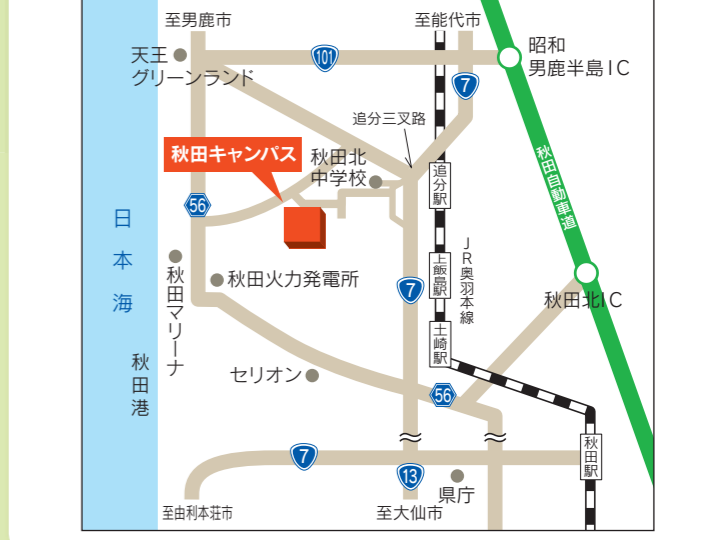 至男鹿市
至能代市
天王
グリーンランド
101
7
昭和
男鹿半島IC
追分三叉路
秋田キャンパス
秋田北
中学校
追分駅
秋田自動車道
56
日本海
秋田マリーナ
秋田火力発電所
7
上飯島駅
JR奥羽本線
秋田北IC
土崎駅
秋田港
セリオン
56
7
13
県庁
秋田駅
至由利本荘市
至大仙市